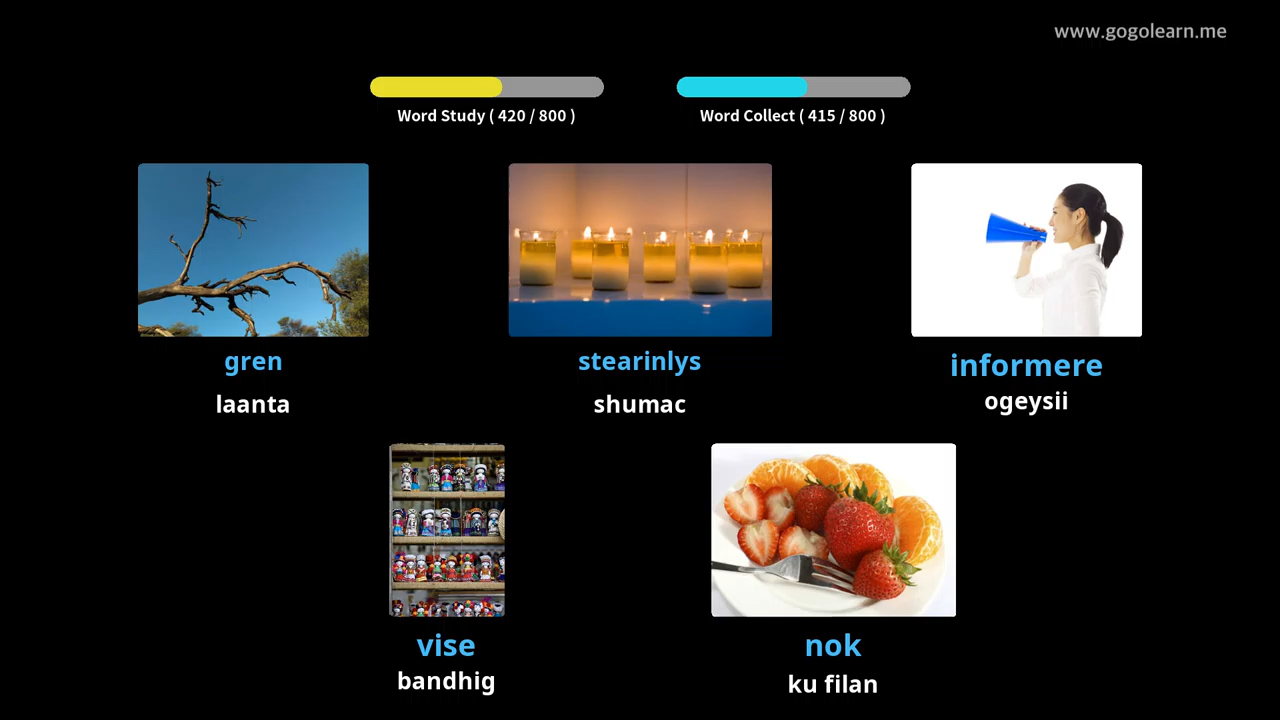 www.gogolearn.me
Word Study ( 420 / 800 )
Word Collect ( 415 / 800 )
gren
laanta
stearinlys
shumac
informere
ogeysii
vise
bandhig
nok
ku filan